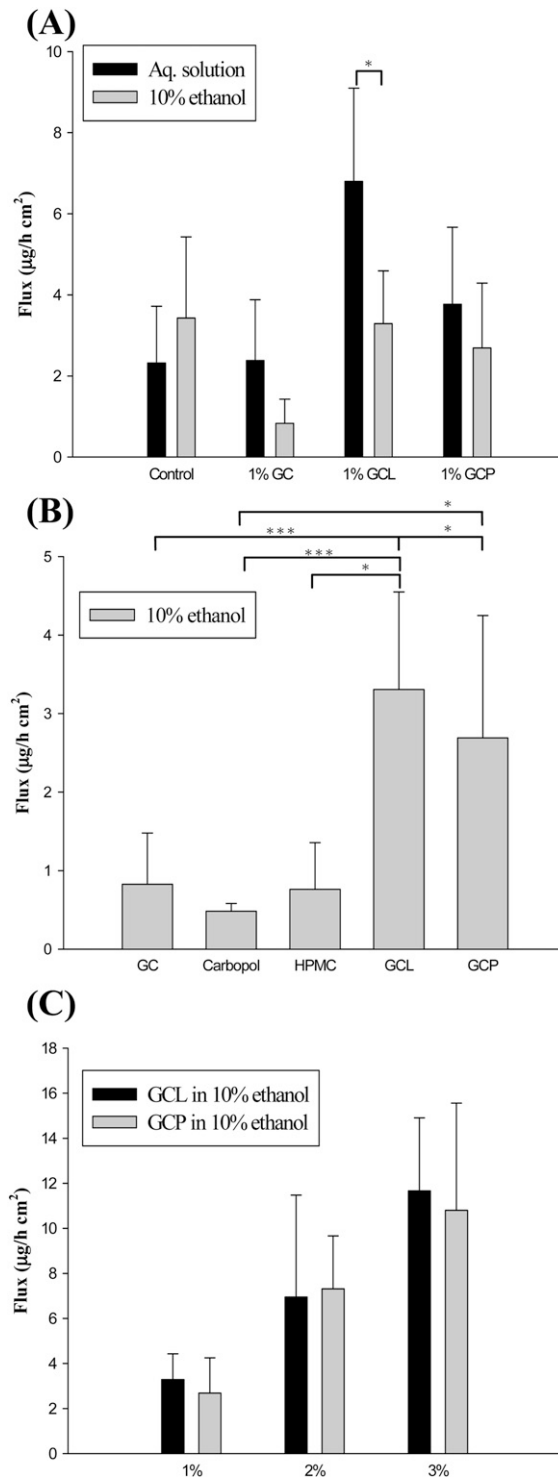 (A)
10
8
6
4
2
0
Flux (µg/h cm²)
Aq. solution
10% ethanol
*
Control 1% GC 1% GCL 1% GCP
(B)
*
*** *
***
*
5
4
3
2
1
0
Flux (µg/h cm²)
10% ethanol
GC Carbopol HPMC GCL GCP
(C)
18
16
14
12
10
8
6
4
2
0
Flux (µg/h cm²)
GCL in 10% ethanol
GCP in 10% ethanol
1% 2% 3%